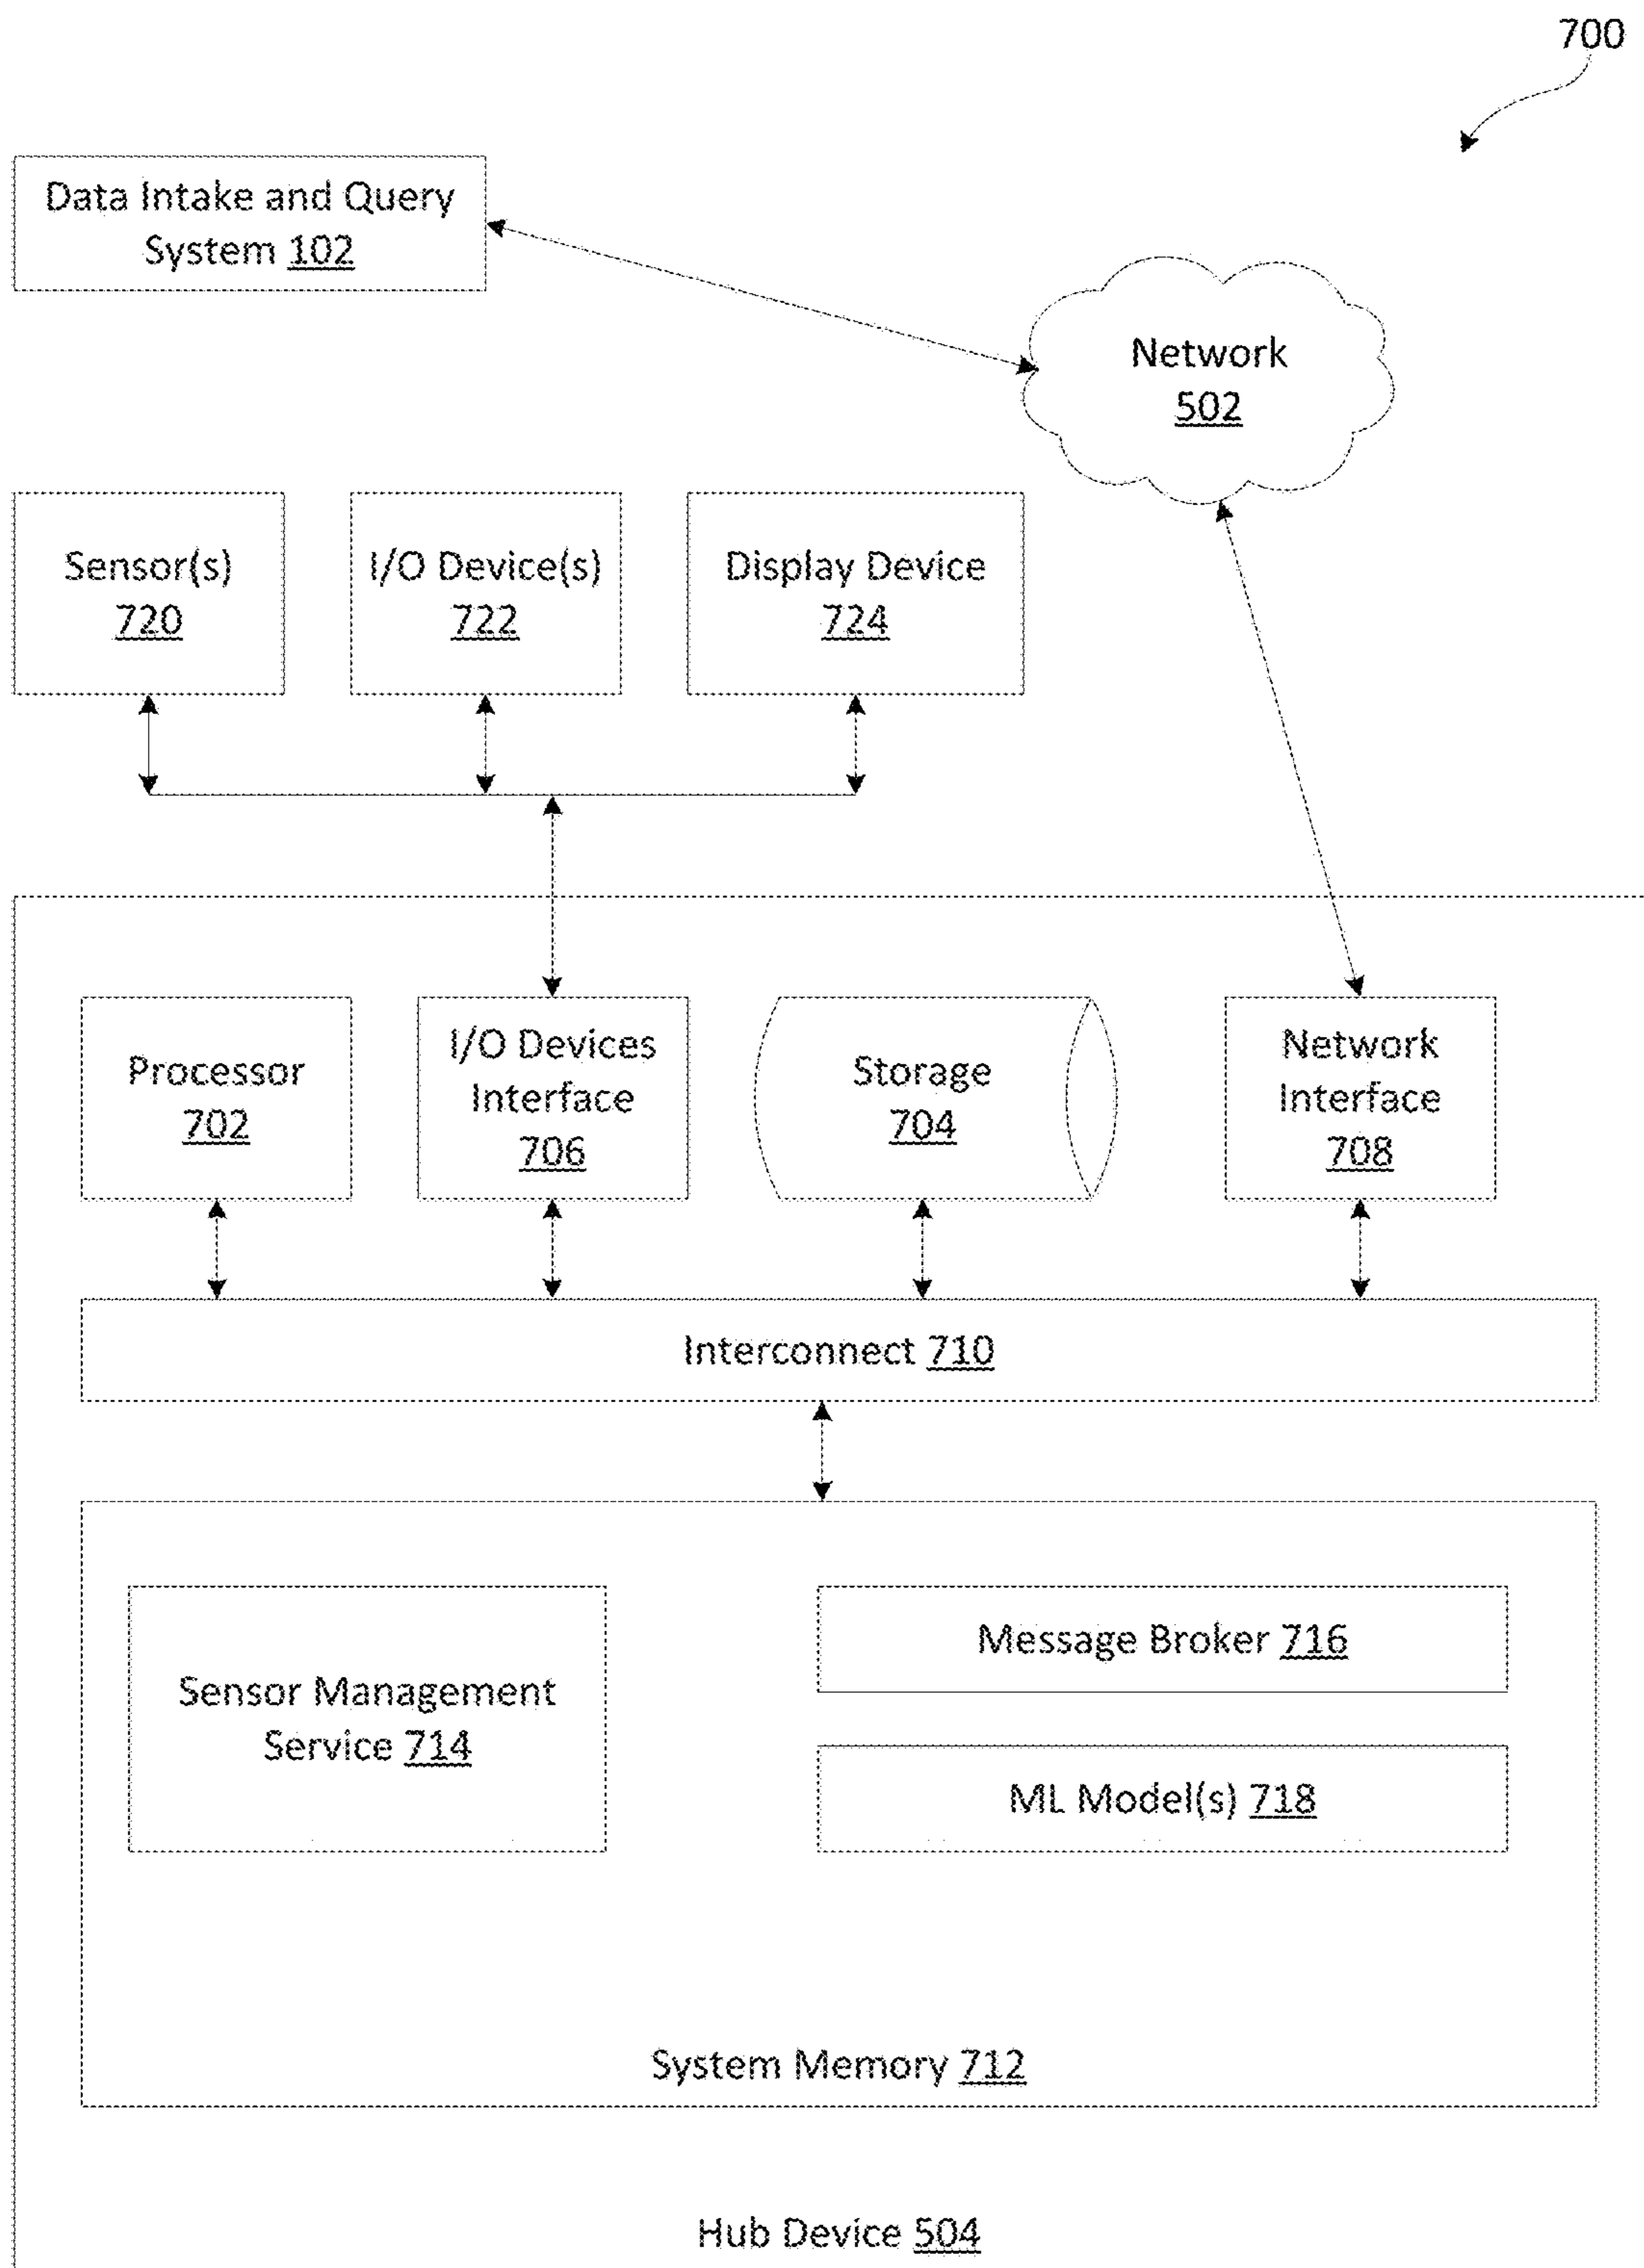 700
Data Intake and Query
System 102
Network
502
Sensor(s)
720
I/O Device(s)
722
Display Device
724
Processor
702
I/O Devices
Interface
706
Storage
704
Network
Interface
708
Interconnect 710
Sensor Management
Service 714
Message Broker 716
ML Model(s) 718
System Memory 712
Hub Device 504